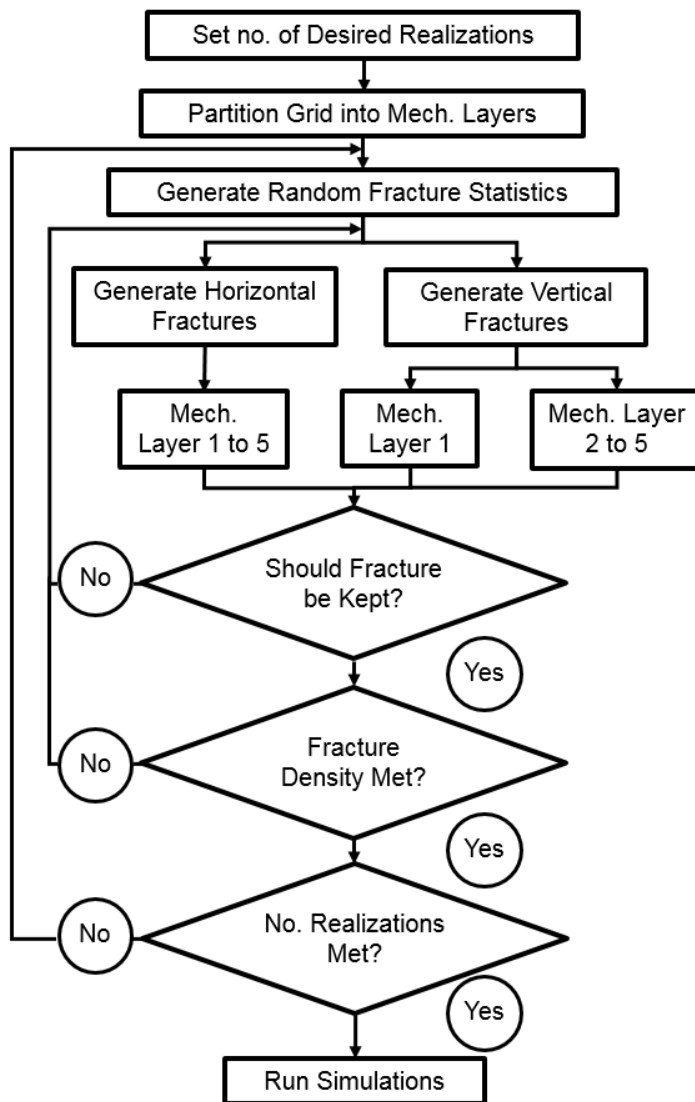 Set no. of Desired Realizations
Partition Grid into Mech. Layers
Generate Random Fracture Statistics
Generate Horizontal
Fractures
Generate Vertical
Fractures
Mech.
Layer 1 to 5
Mech.
Layer 1
Mech. Layer
2 to 5
Should Fracture
be Kept?
No
Yes
Fracture
Density Met?
No
Yes
No. Realizations
Met?
No
Yes
Run Simulations